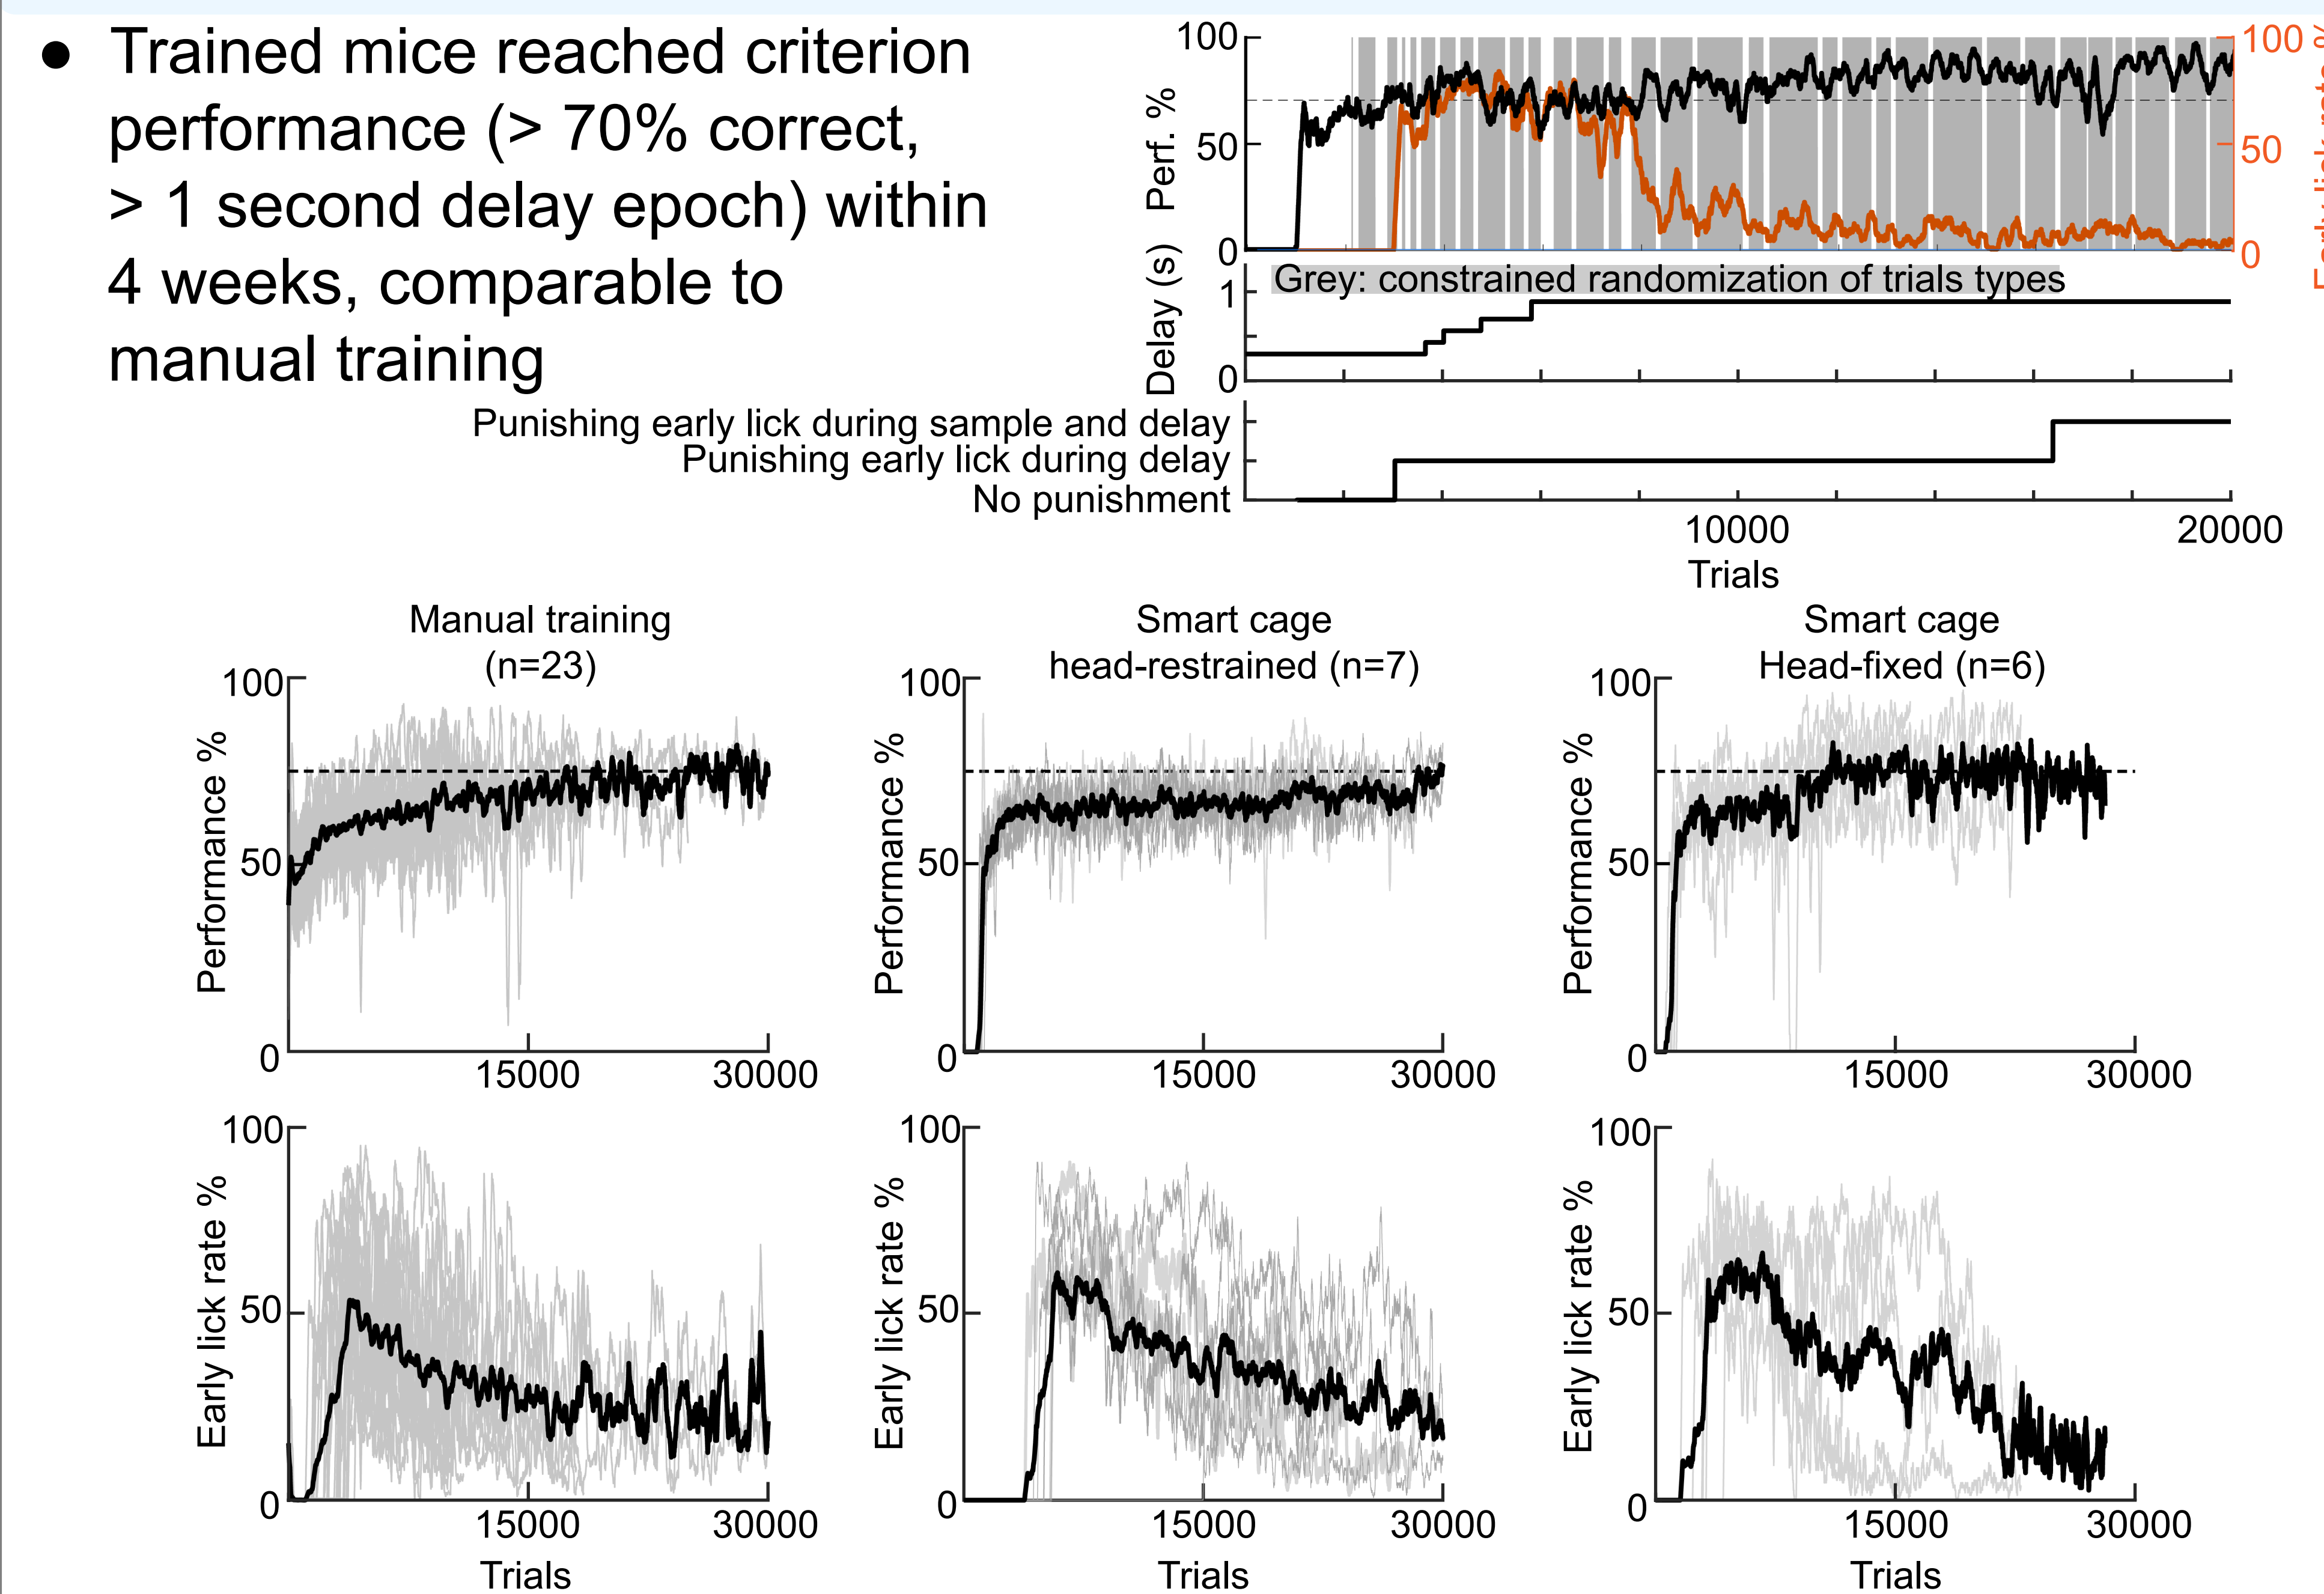 ● Trained mice reached criterion
performance (> 70% correct,
> 1 second delay epoch) within
4 weeks, comparable to
manual training
100
50
0
Perf. %
100
50
0
Early lick rate %
Grey: constrained randomization of trials types
1
0
Delay (s)
Punishing early lick during sample and delay
Punishing early lick during delay
No punishment
10000
20000
Trials
Manual training
(n=23)
100
50
0
Performance %
15000
30000
Smart cage
head-restrained (n=7)
100
50
0
Performance %
15000
30000
Smart cage
Head-fixed (n=6)
100
50
0
Performance %
15000
30000
100
50
0
Early lick rate %
15000
30000
Trials
100
50
0
Early lick rate %
15000
30000
Trials
100
50
0
Early lick rate %
15000
30000
Trials